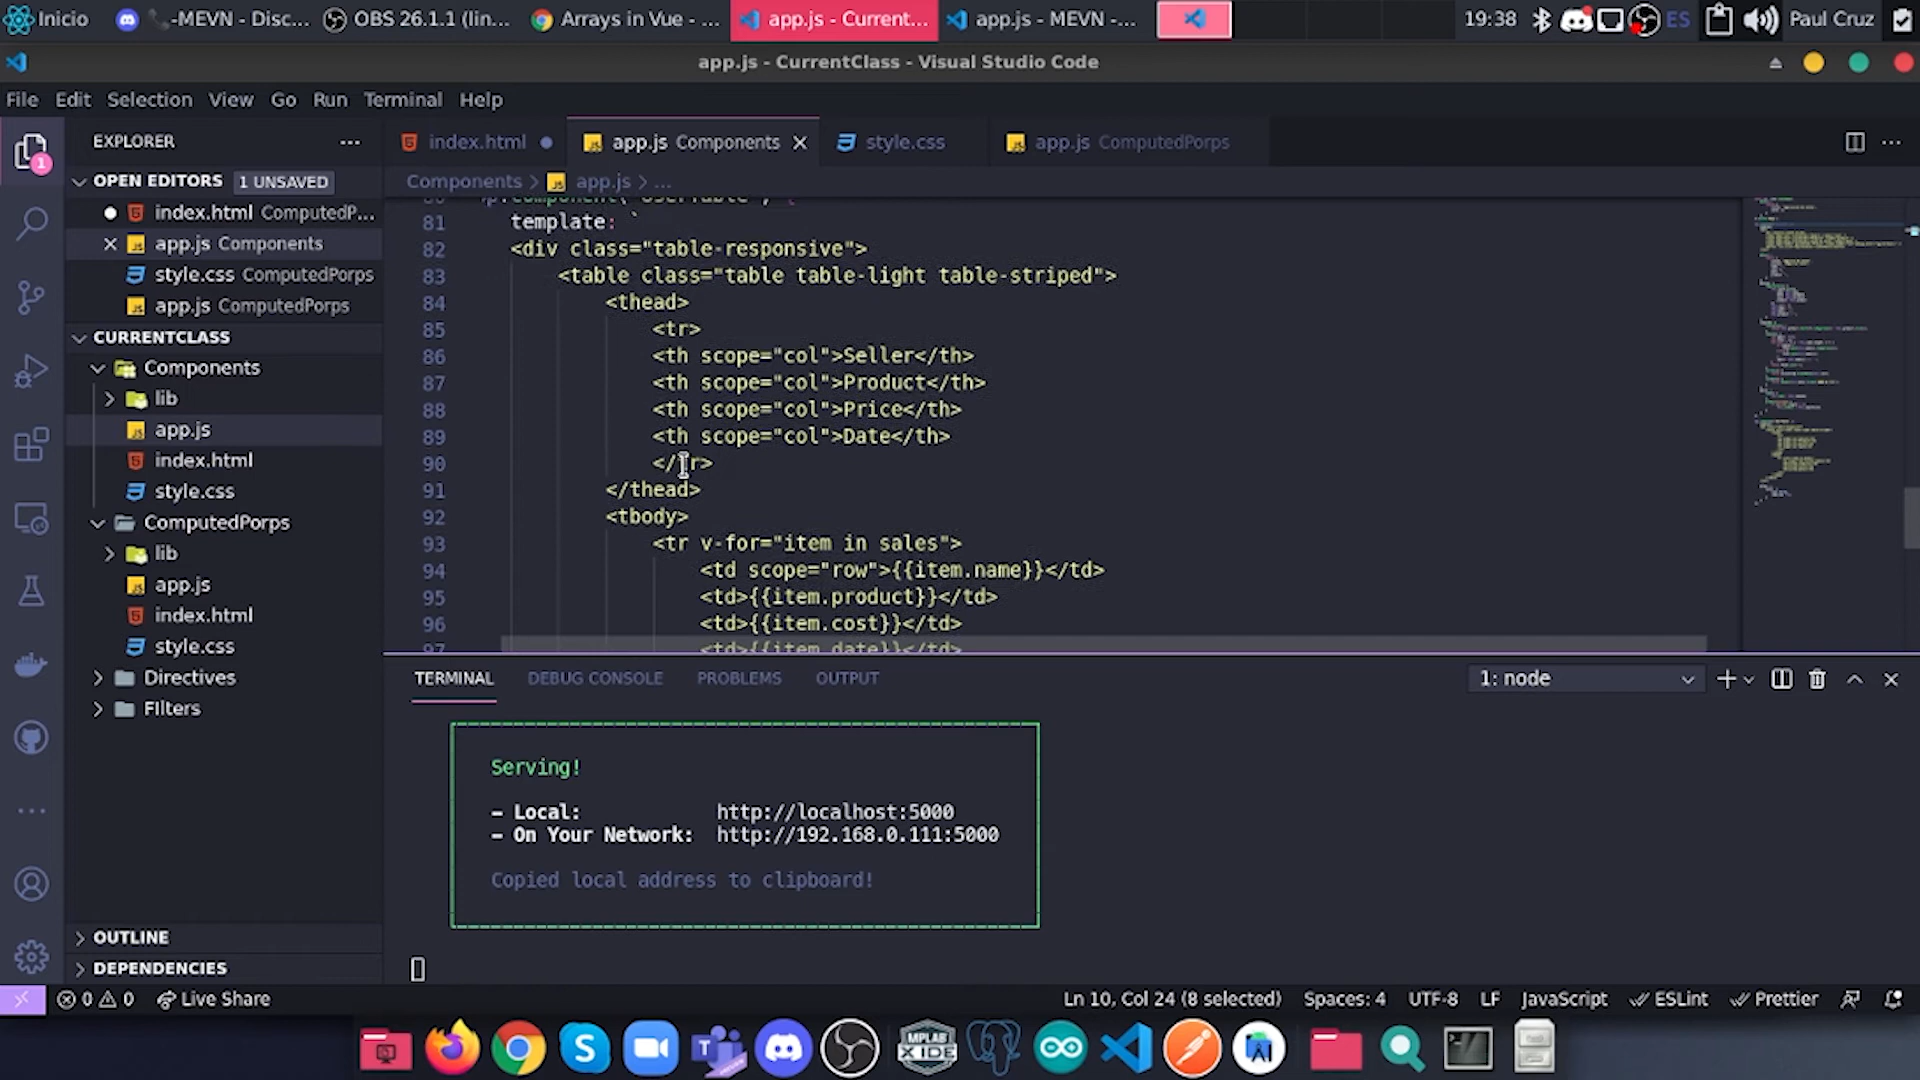 Inicio
-MEVN - Disc...
OBS 26.1.1 (lin...
Arrays in Vue - ...
app.js - Current...
app.js - MEVN -...
19:38
ES
Paul Cruz
app.js - CurrentClass - Visual Studio Code
File Edit Selection View Go Run Terminal Help
EXPLORER
index.html
app.js Components
style.css
app.js ComputedPorps
OPEN EDITORS 1 UNSAVED
index.html ComputedP...
app.js Components
style.css ComputedPorps
app.js ComputedPorps
CURRENTCLASS
Components
lib
app.js
index.html
style.css
ComputedPorps
lib
app.js
index.html
style.css
Directives
FIlters
OUTLINE
DEPENDENCIES
1
Components > app.js > ...
81 template: `
82 <div class="table-responsive">
83 <table class="table table-light table-striped">
84 <thead>
85 <tr>
86 <th scope="col">Seller</th>
87 <th scope="col">Product</th>
88 <th scope="col">Price</th>
89 <th scope="col">Date</th>
90 </tr>
91 </thead>
92 <tbody>
93 <tr v-for="item in sales">
94 <td scope="row">{{item.name}}</td>
95 <td>{{item.product}}</td>
96 <td>{{item.cost}}</td>
97 <td>{{item.date}}</td>
TERMINAL DEBUG CONSOLE PROBLEMS OUTPUT
1: node
Serving!
- Local: http://localhost:5000
- On Your Network: http://192.168.0.111:5000
Copied local address to clipboard!
0 0
Live Share
Ln 10, Col 24 (8 selected)
Spaces: 4
UTF-8
LF
JavaScript
ESLint
Prettier
MPLAB
X IDE